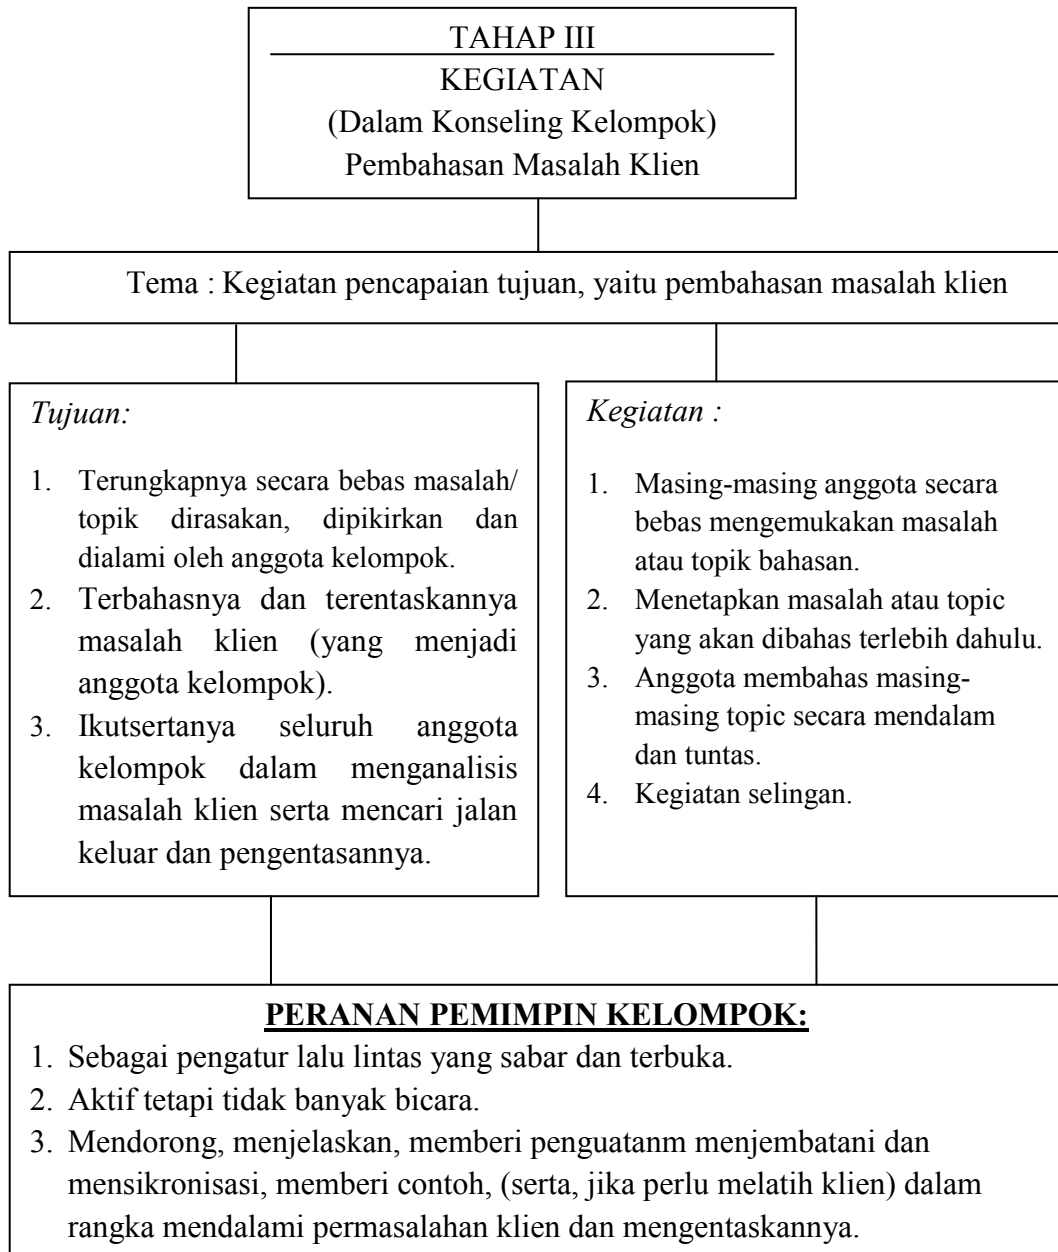 TAHAP III
KEGIATAN
(Dalam Konseling Kelompok)
Pembahasan Masalah Klien
Tema : Kegiatan pencapaian tujuan, yaitu pembahasan masalah klien
Tujuan:
1. Terungkapnya secara bebas masalah/
topik dirasakan, dipikirkan dan
dialami oleh anggota kelompok.
2. Terbahasnya dan terentaskannya
masalah klien (yang menjadi
anggota kelompok).
3. Ikutsertanya seluruh anggota
kelompok dalam menganalisis
masalah klien serta mencari jalan
keluar dan pengentasannya.
Kegiatan :
1. Masing-masing anggota secara
bebas mengemukakan masalah
atau topik bahasan.
2. Menetapkan masalah atau topic
yang akan dibahas terlebih dahulu.
3. Anggota membahas masing-
masing topic secara mendalam
dan tuntas.
4. Kegiatan selingan.
PERANAN PEMIMPIN KELOMPOK:
1. Sebagai pengatur lalu lintas yang sabar dan terbuka.
2. Aktif tetapi tidak banyak bicara.
3. Mendorong, menjelaskan, memberi penguatanm menjembatani dan
mensikronisasi, memberi contoh, (serta, jika perlu melatih klien) dalam
rangka mendalami permasalahan klien dan mengentaskannya.